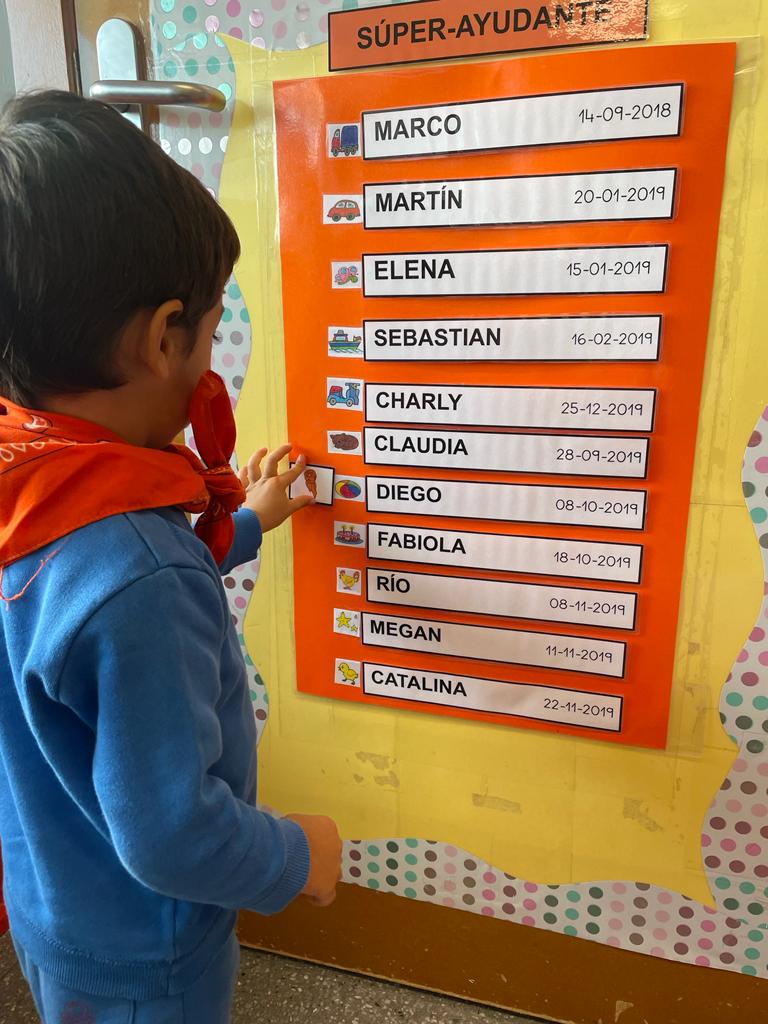 SÚPER-AYUDANTE
MARCO 14-09-2018
MARTÍN 20-01-2019
ELENA 15-01-2019
SEBASTIAN 16-02-2019
CHARLY 25-12-2019
CLAUDIA 28-09-2019
DIEGO 08-10-2019
FABIOLA 18-10-2019
RÍO 08-11-2019
MEGAN 11-11-2019
CATALINA 22-11-2019